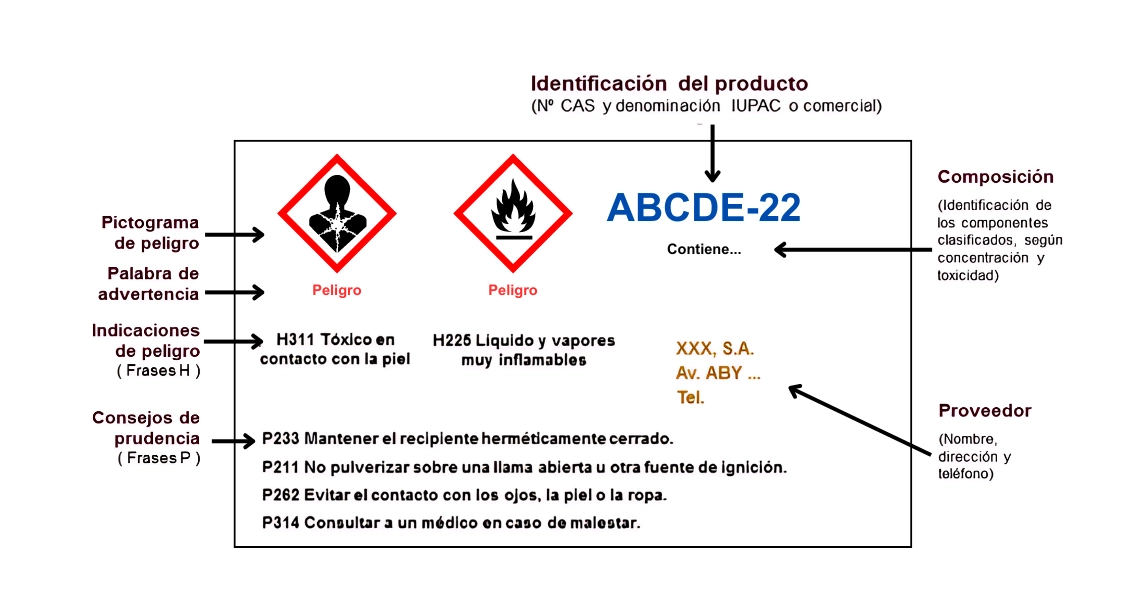 Identificación del producto
(Nº CAS y denominación IUPAC o comercial)
Pictograma
de peligro
Palabra de
advertencia
Indicaciones
de peligro
( Frases H )
Consejos de
prudencia
( Frases P )
Peligro
Peligro
ABCDE-22
Contiene...
H311 Tóxico en
contacto con la piel
H225 Líquido y vapores
muy inflamables
XXX, S.A.
Av. ABY ...
Tel.
P233 Mantener el recipiente herméticamente cerrado.
P211 No pulverizar sobre una llama abierta u otra fuente de ignición.
P262 Evitar el contacto con los ojos, la piel o la ropa.
P314 Consultar a un médico en caso de malestar.
Composición
(Identificación de
los componentes
clasificados, según
concentración y
toxicidad)
Proveedor
(Nombre,
dirección y
teléfono)